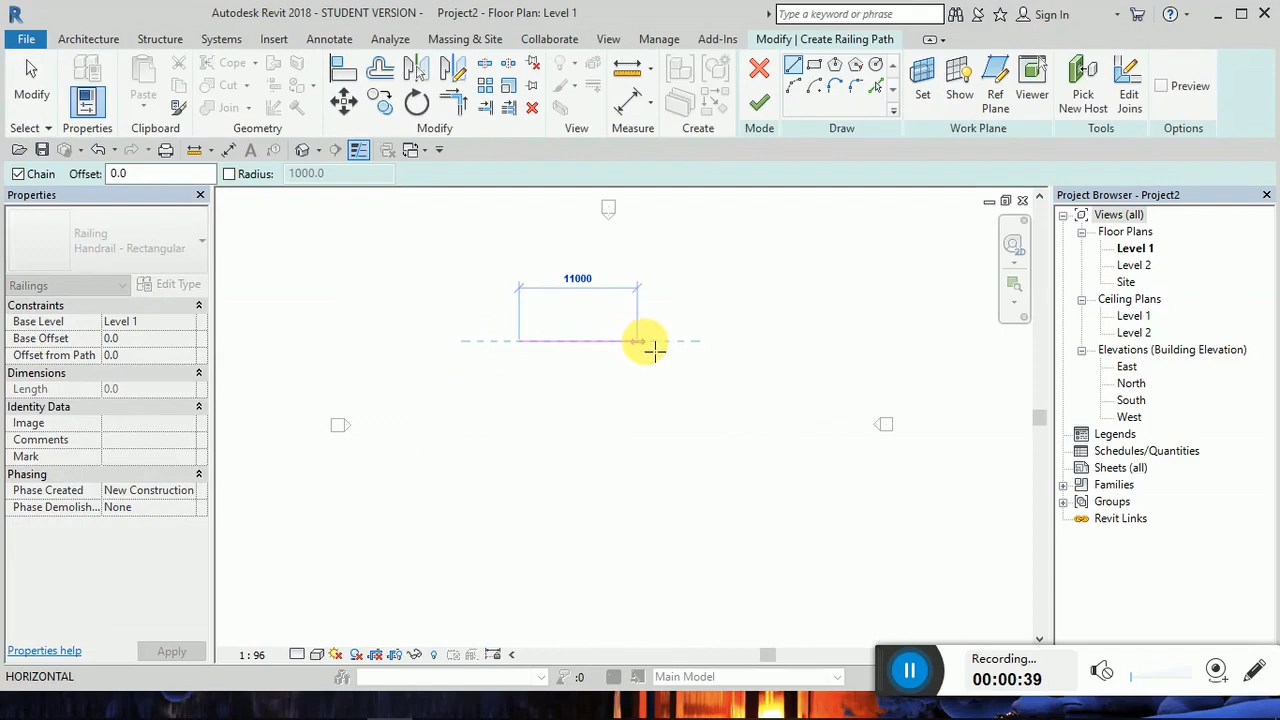 Autodesk Revit 2018 - STUDENT VERSION - Project2 - Floor Plan: Level 1
Type a keyword or phrase
Sign In
File Architecture Structure Systems Insert Annotate Analyze Massing & Site Collaborate View Manage Add-Ins Modify | Create Railing Path
Modify
Select
Properties
Paste
Clipboard
Cope
Cut
Join
Geometry
Modify
View
Measure
Create
Mode
Draw
Set
Show
Ref Plane
Viewer
Work Plane
Pick New Host
Edit Joins
Tools
Preview
Options
Chain Offset: 0.0 Radius: 1000.0
Properties
Railing
Handrail - Rectangular
Railings Edit Type
Constraints
Base Level Level 1
Base Offset 0.0
Offset from Path 0.0
Dimensions
Length 0.0
Identity Data
Image
Comments
Mark
Phasing
Phase Created New Construction
Phase Demolish... None
Properties help Apply
11000
2D
Project Browser - Project2
Views (all)
Floor Plans
Level 1
Level 2
Site
Ceiling Plans
Level 1
Level 2
Elevations (Building Elevation)
East
North
South
West
Legends
Schedules/Quantities
Sheets (all)
Families
Groups
Revit Links
1 : 96
HORIZONTAL
:0
Main Model
Recording...
00:00:39